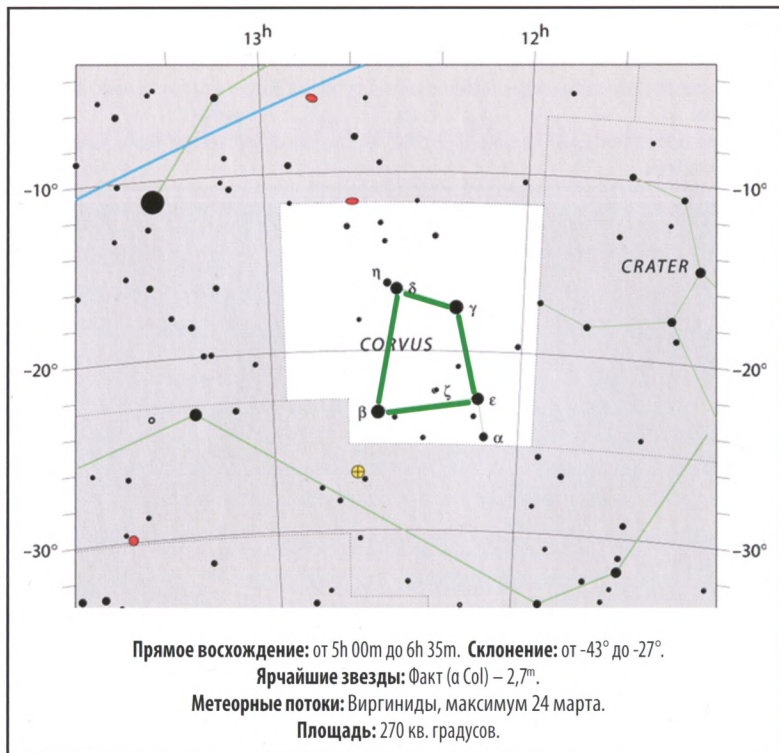 13h 12h
–10° –10°
CRATER
η δ γ
CORVUS
–20° –20°
β ζ ε
α
–30° –30°
Прямое восхождение: от 5h 00m до 6h 35m. Склонение: от -43° до -27°.
Ярчайшие звезды: Факт (α Col) – 2,7ᵐ.
Метеорные потоки: Виргиниды, максимум 24 марта.
Площадь: 270 кв. градусов.